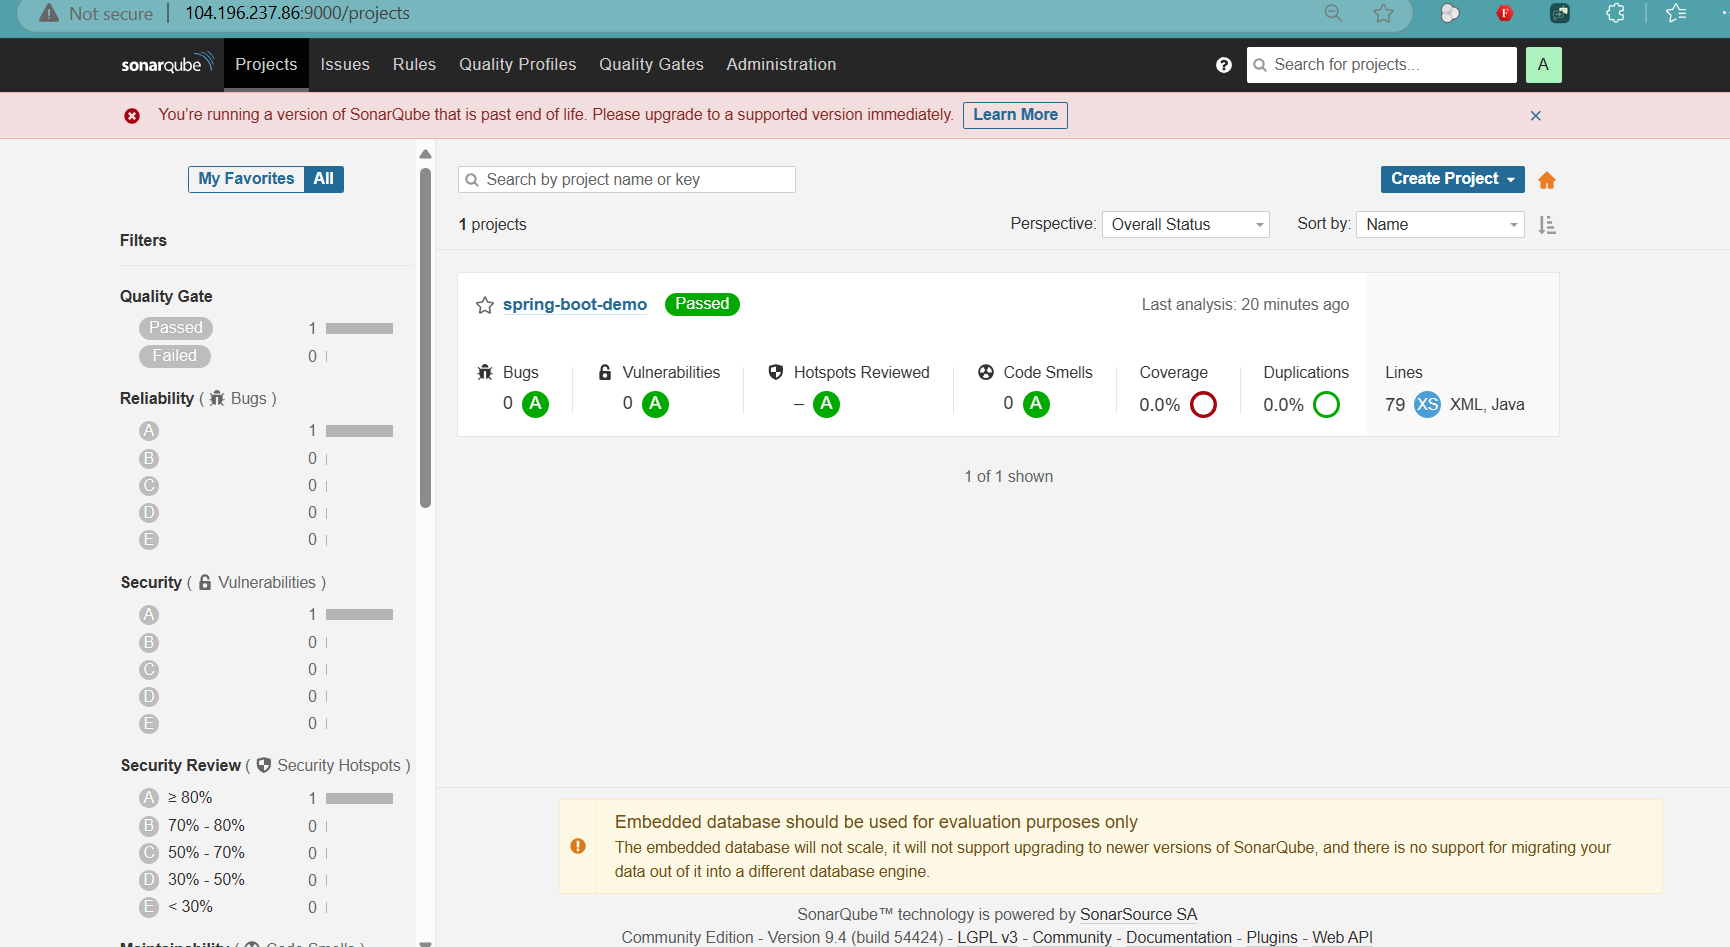 Not secure 104.196.237.86:9000/projects
F
sonarqube Projects Issues Rules Quality Profiles Quality Gates Administration ? Search for projects... A
You're running a version of SonarQube that is past end of life. Please upgrade to a supported version immediately. Learn More
My Favorites All
Filters
Quality Gate
Passed 1
Failed 0
Reliability ( Bugs )
A 1
B 0
C 0
D 0
E 0
Security ( Vulnerabilities )
A 1
B 0
C 0
D 0
E 0
Security Review ( Security Hotspots )
A ≥ 80% 1
B 70% - 80% 0
C 50% - 70% 0
D 30% - 50% 0
E < 30% 0
Search by project name or key Create Project
1 projects Perspective: Overall Status Sort by: Name
spring-boot-demo Passed Last analysis: 20 minutes ago
Bugs Vulnerabilities Hotspots Reviewed Code Smells Coverage Duplications Lines
0 A 0 A – A 0 A 0.0% 0.0% 79 XS XML, Java
1 of 1 shown
Embedded database should be used for evaluation purposes only
The embedded database will not scale, it will not support upgrading to newer versions of SonarQube, and there is no support for migrating your
data out of it into a different database engine.
SonarQube™ technology is powered by SonarSource SA
Community Edition - Version 9.4 (build 54424) - LGPL v3 - Community - Documentation - Plugins - Web API